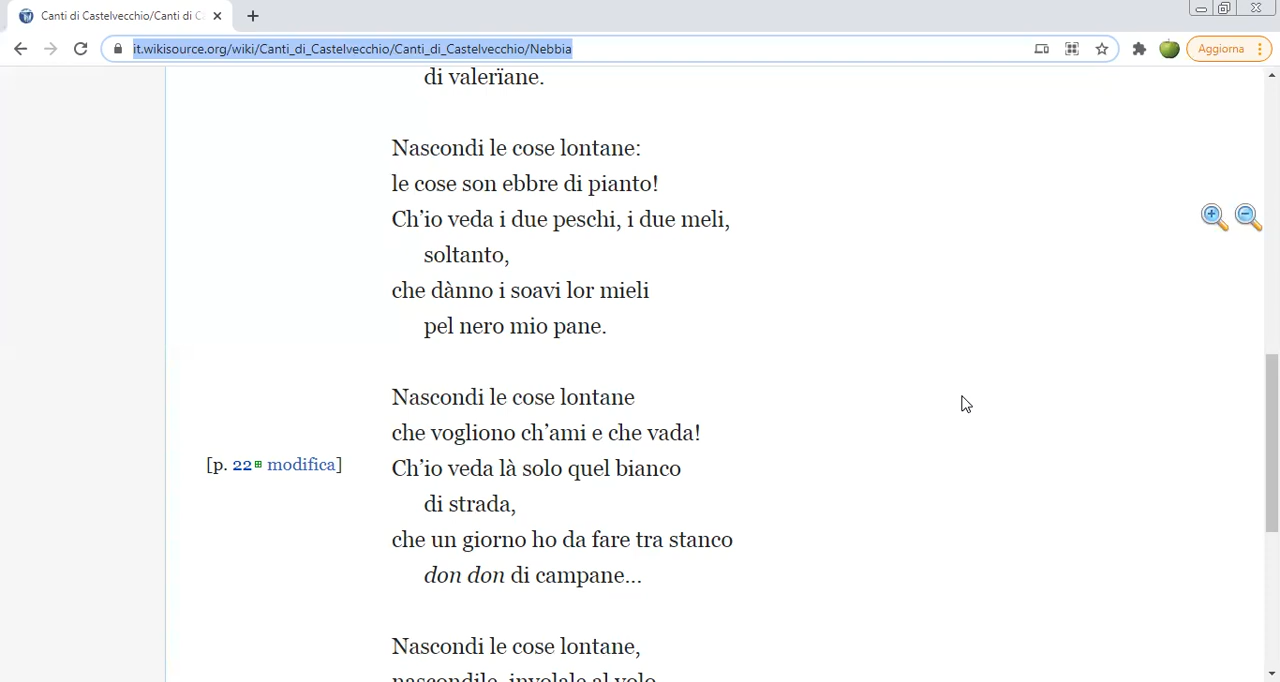 Canti di Castelvecchio/Canti di C
it.wikisource.org/wiki/Canti_di_Castelvecchio/Canti_di_Castelvecchio/Nebbia
Aggiorna
di valerïane.
Nascondi le cose lontane:
le cose son ebbre di pianto!
Ch’io veda i due peschi, i due meli,
soltanto,
che dànno i soavi lor mieli
pel nero mio pane.
Nascondi le cose lontane
che vogliono ch’ami e che vada!
[p. 22 modifica] Ch’io veda là solo quel bianco
di strada,
che un giorno ho da fare tra stanco
don don di campane...
Nascondi le cose lontane,
nascondile, involale al volo